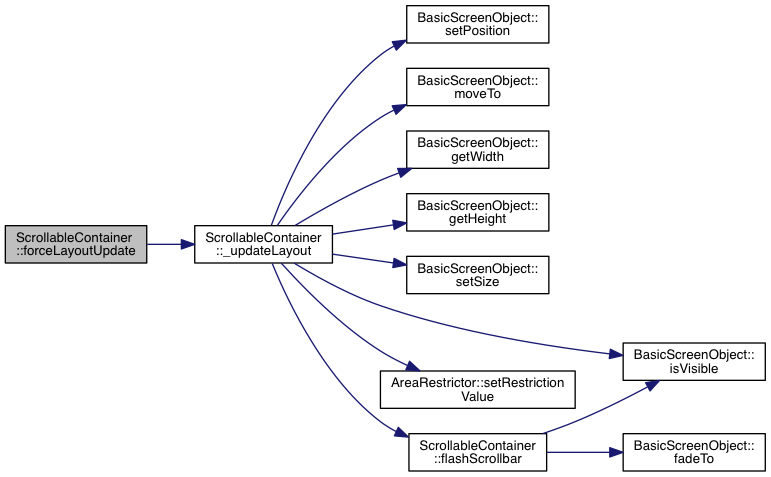 BasicScreenObject::
setPosition
BasicScreenObject::
moveTo
BasicScreenObject::
getWidth
BasicScreenObject::
getHeight
ScrollableContainer
::forceLayoutUpdate
ScrollableContainer
::_updateLayout
BasicScreenObject::
setSize
BasicScreenObject::
isVisible
AreaRestrictor::setRestriction
Value
ScrollableContainer
::flashScrollbar
BasicScreenObject::
fadeTo